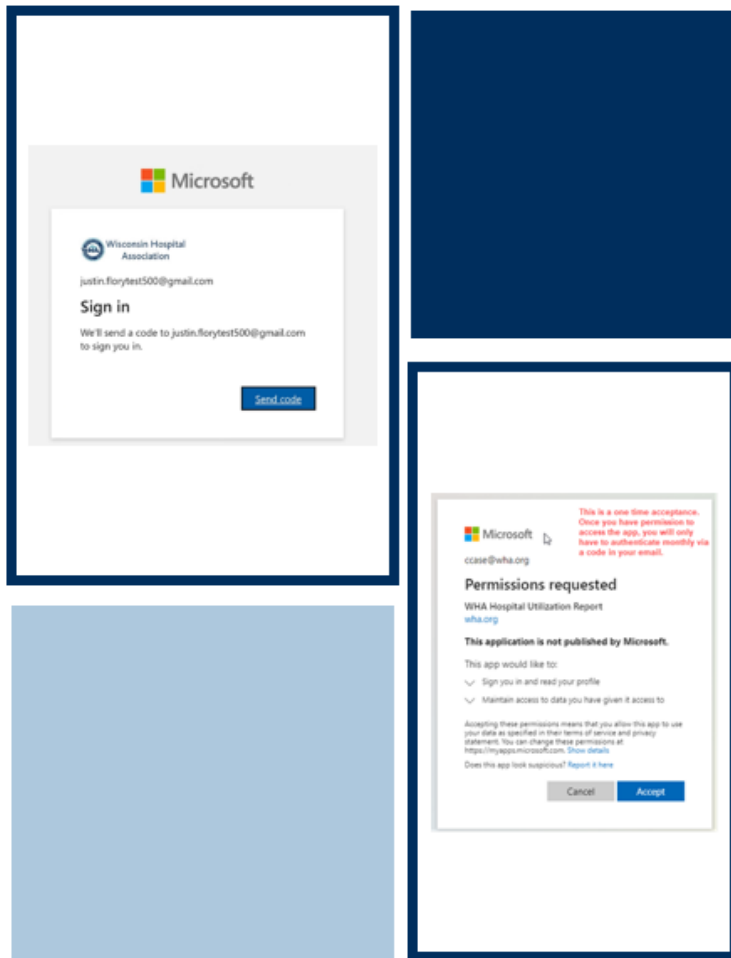 Microsoft
Wisconsin Hospital
Association
justin.florytest500@gmail.com
Sign in
We'll send a code to justin.florytest500@gmail.com
to sign you in.
Send code
This is a one time acceptance.
Once you have permission to
access the app, you will only
have to authenticate monthly via
a code in your email.
Microsoft
ccase@wha.org
Permissions requested
WHA Hospital Utilization Report
wha.org
This application is not published by Microsoft.
This app would like to:
Sign you in and read your profile
Maintain access to data you have given it access to
Accepting these permissions means that you allow this app to use
your data as specified in their terms of service and privacy
statement. You can change these permissions at
https://myapps.microsoft.com. Show details
Does this app look suspicious? Report it here
Cancel Accept